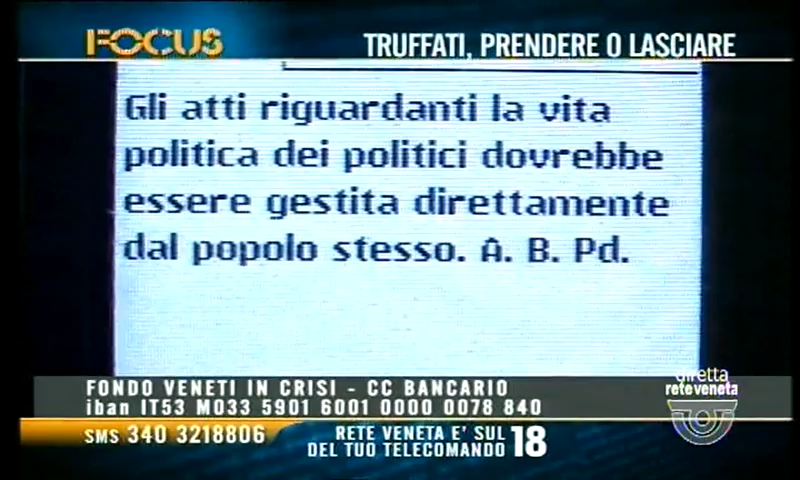 FOCUS
TRUFFATI, PRENDERE O LASCIARE
Gli atti riguardanti la vita
politica dei politici dovrebbe
essere gestita direttamente
dal popolo stesso. A. B. Pd.
FONDO VENETI IN CRISI - CC BANCARIO
iban IT53 M033 5901 6001 0000 0078 840
diretta
reteveneta
SMS 340 3218806
RETE VENETA E' SUL
DEL TUO TELECOMANDO 18